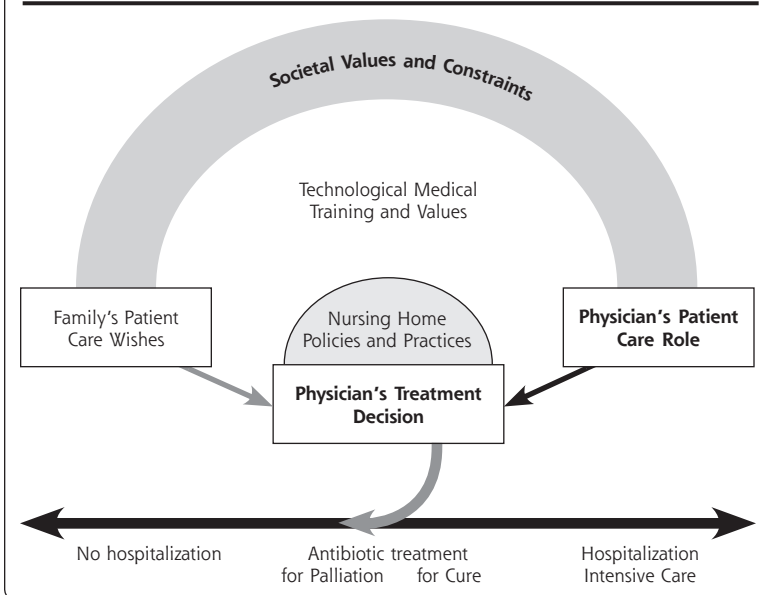 Societal Values and Constraints
Technological Medical
Training and Values
Family's Patient
Care Wishes
Nursing Home
Policies and Practices
Physician's Patient
Care Role
Physician's Treatment
Decision
No hospitalization
Antibiotic treatment
for Palliation for Cure
Hospitalization
Intensive Care